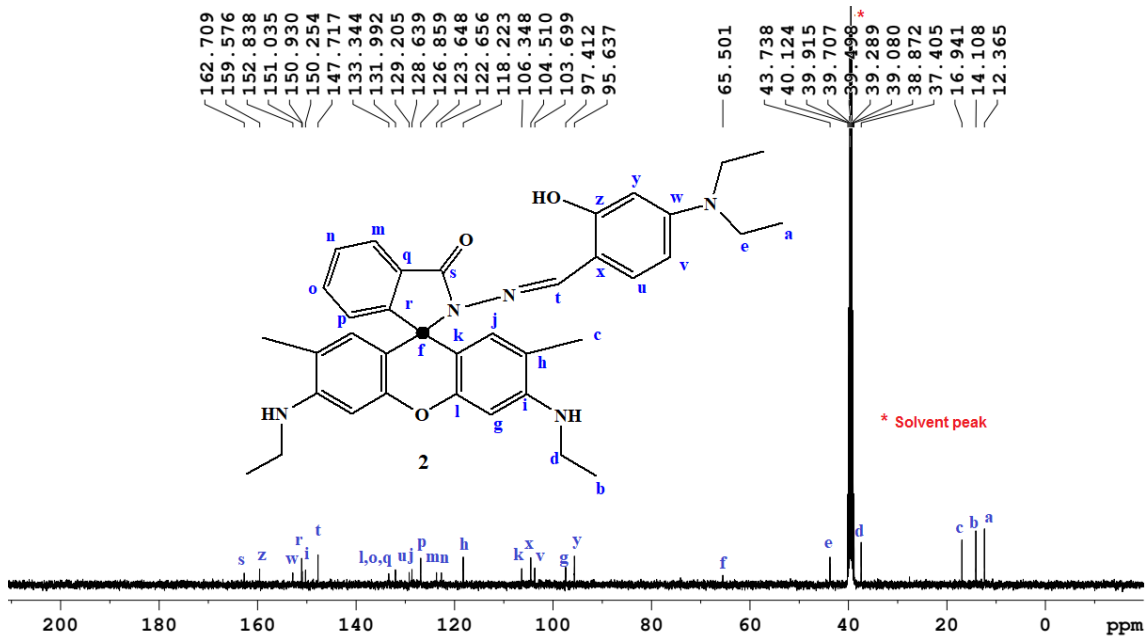 162.709
159.576
152.838
151.035
150.930
150.254
147.717
133.344
131.992
129.205
128.639
126.859
123.648
122.656
118.223
106.348
104.510
103.699
97.412
95.637
65.501
43.738
40.124
39.915
39.707
39.498
39.289
39.080
38.872
37.405
16.941
14.108
12.365
*
HO
z
y
w
N
a
e
v
x
u
n
m
O
q
s
o
r
N
N
t
p
f
k
j
c
h
HN
O
l
i
g
NH
d
b
2
* Solvent peak
s
z
w
r
i
t
l,o,q
u
j
p
m
n
h
k
x
v
g
y
f
e
d
c
b
a
200 180 160 140 120 100 80 60 40 20 0 ppm